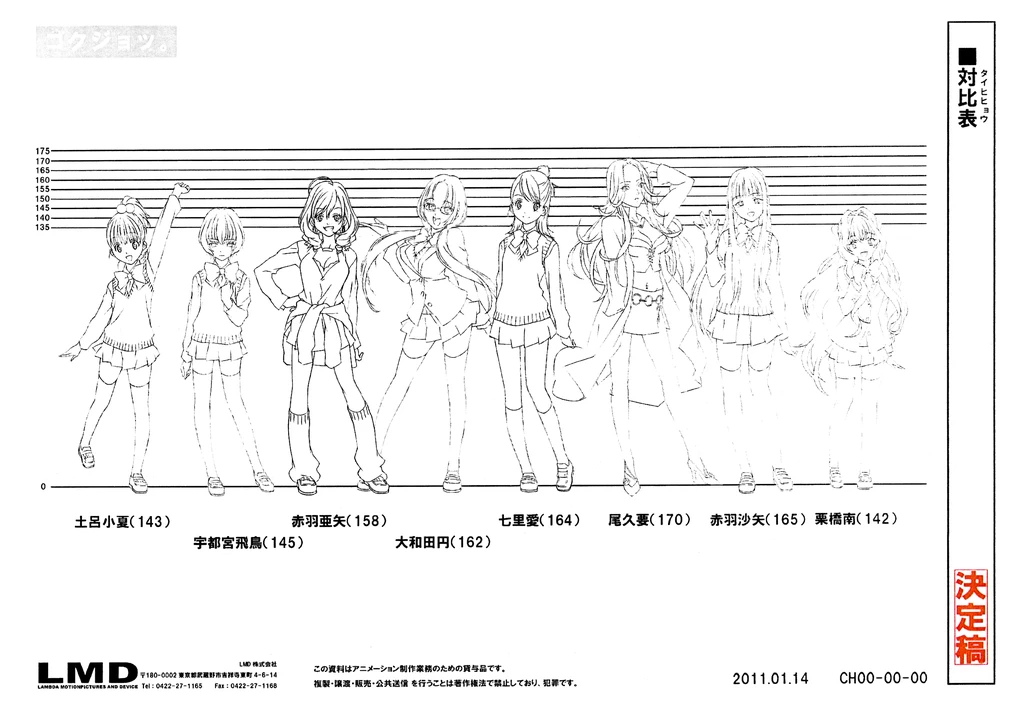 ゴクジョッ。
■対比表
タイヒヒョウ
175
170
165
160
155
150
145
140
135
0
土呂小夏(143)
宇都宮飛鳥(145)
赤羽亜矢(158)
大和田円(162)
七里愛(164)
尾久要(170)
赤羽沙矢(165)
栗橋南(142)
決定稿
LMD
LAMBDA MOTIONPICTURES AND DEVICE
LMD 株式会社
〒180-0002 東京都武蔵野市吉祥寺東町 4-6-14
Tel : 0422-27-1165 Fax : 0422-27-1168
この資料はアニメーション制作業務のための貸与品です。
複製・譲渡・販売・公共送信 を行うことは著作権法で禁止しており、犯罪です。
2011.01.14 CH00-00-00